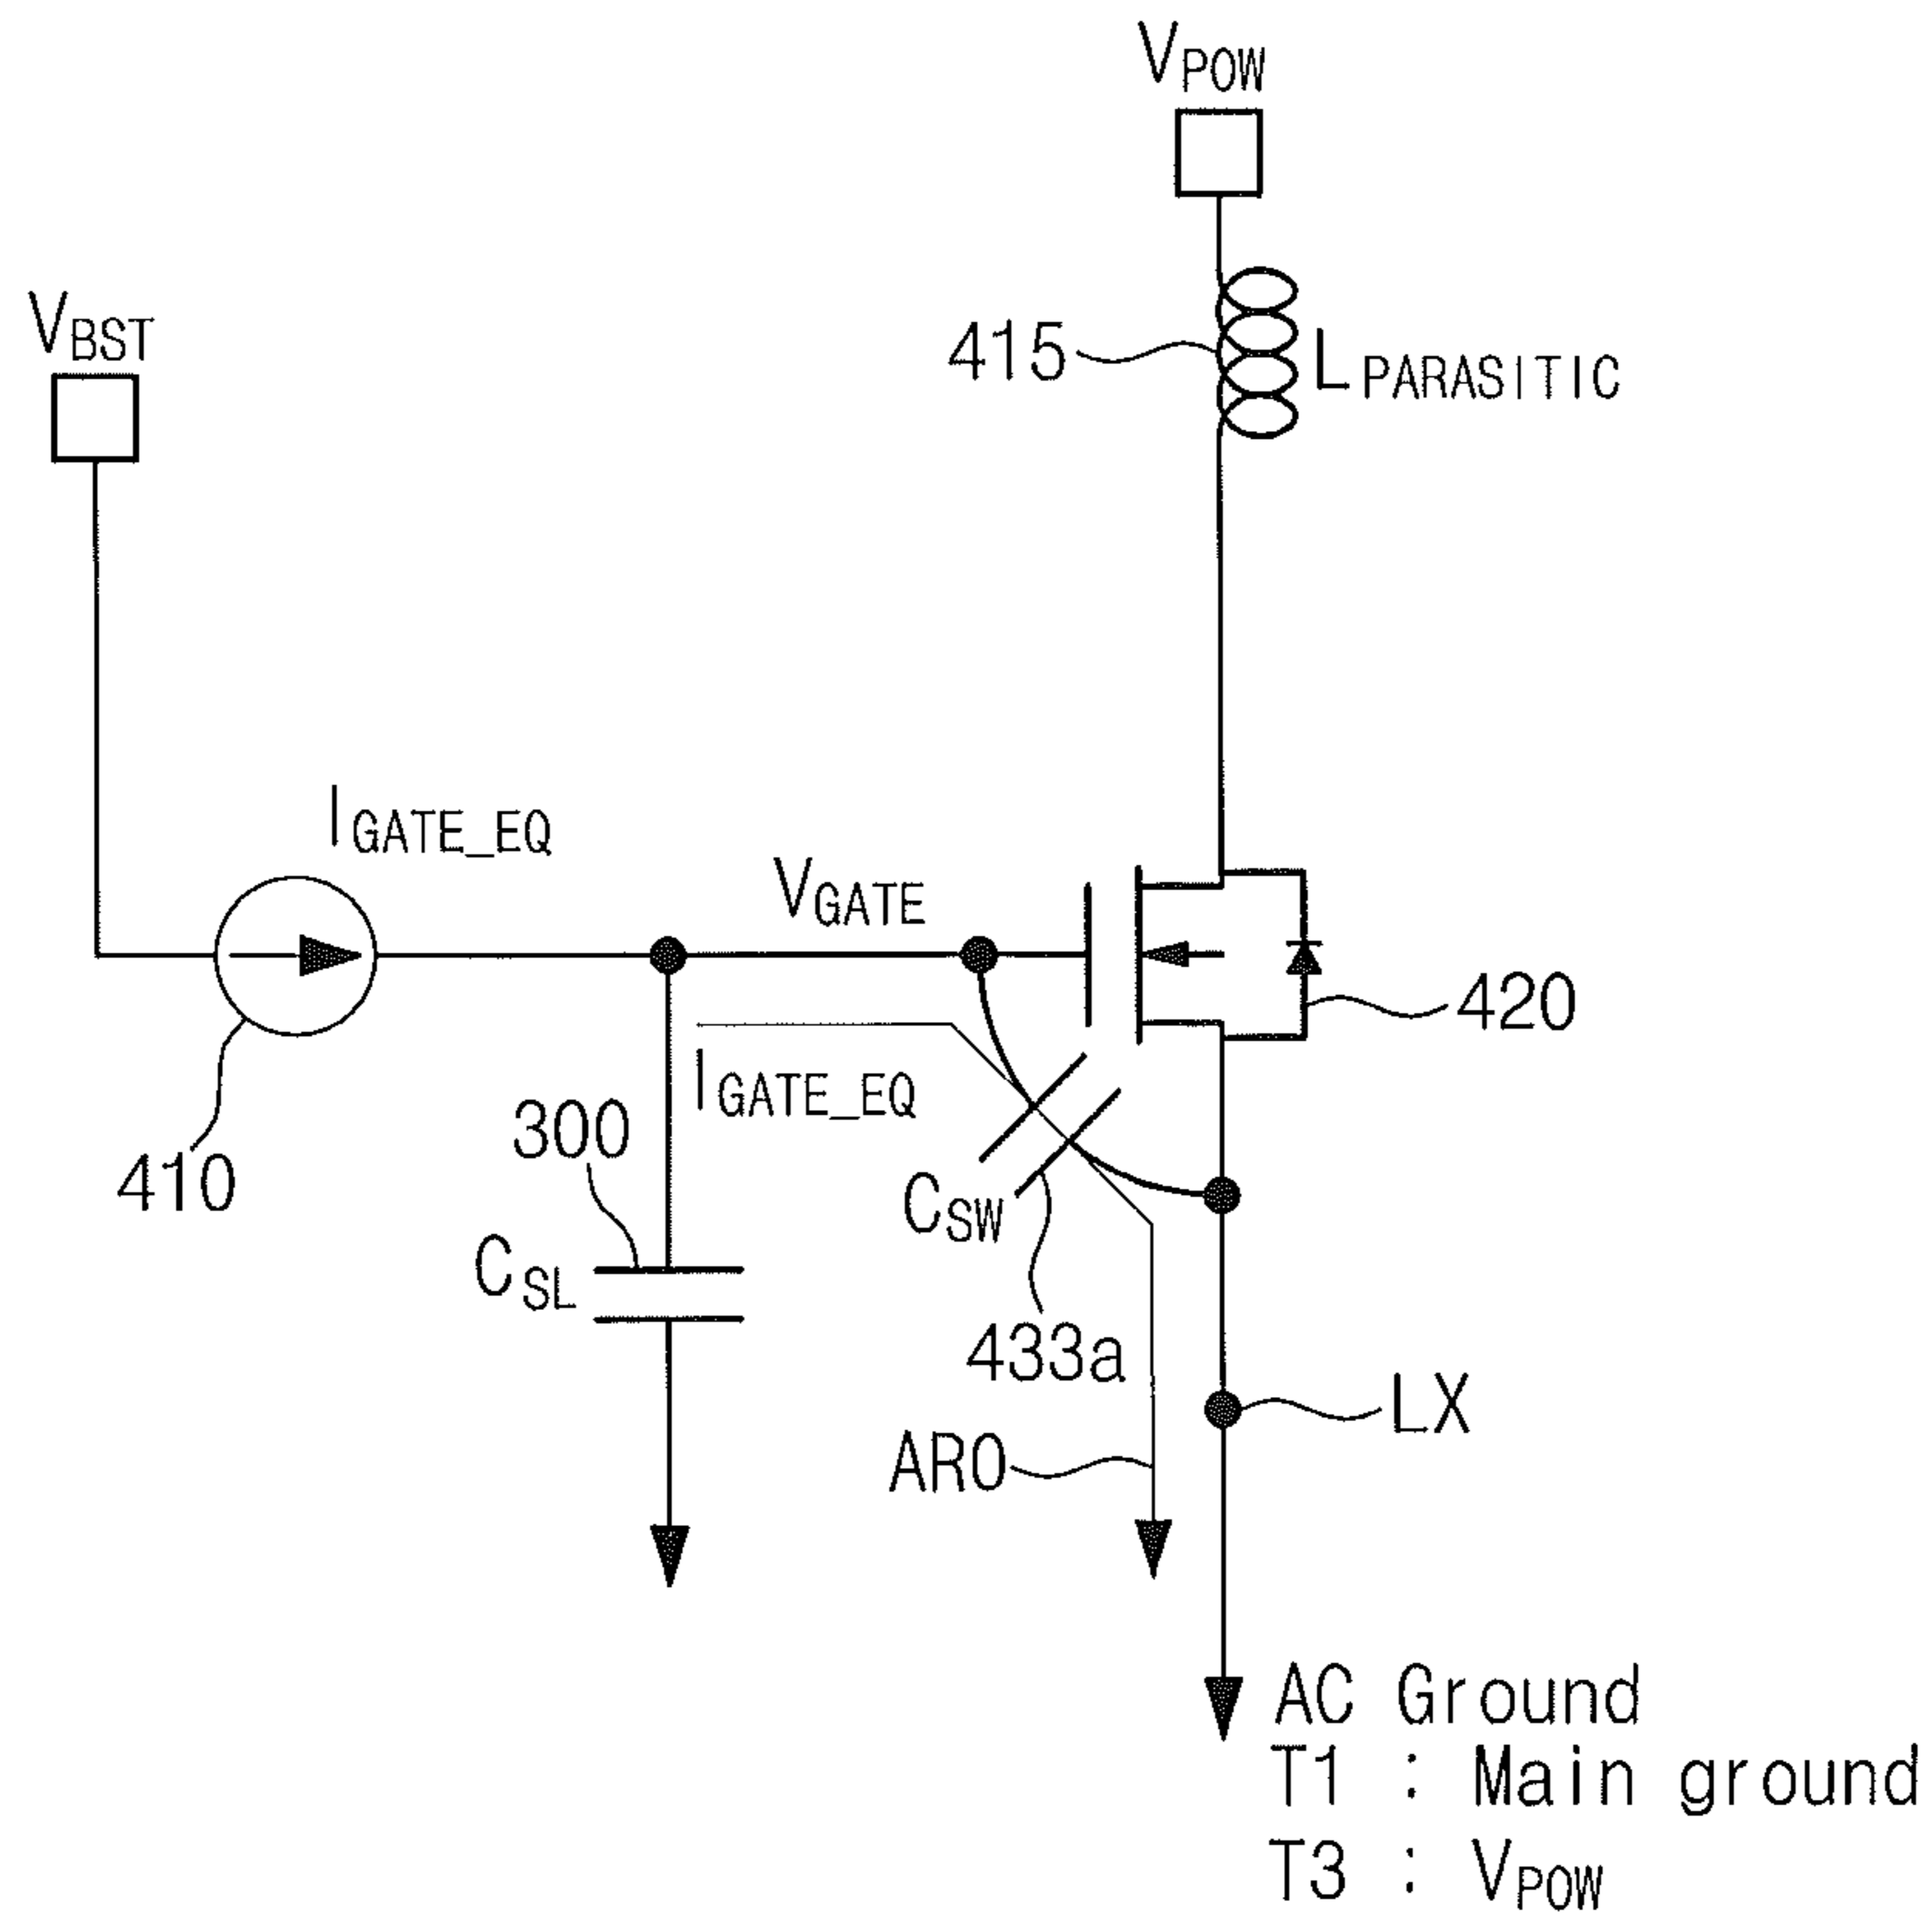 VPOW
VBST
415
LPARASITIC
IGATE_EQ
VGATE
420
IGATE_EQ
300
410
CSW
CSL
433a
LX
AR0
AC Ground
T1 : Main ground
T3 : VPOW